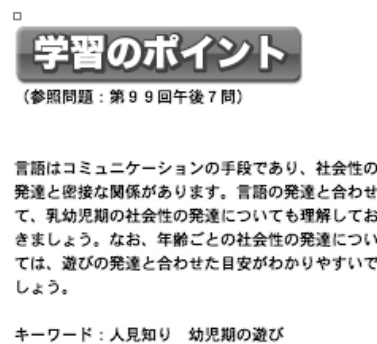 学習のポイント
（参照問題：第９９回午後７問）
言語はコミュニケーションの手段であり、社会性の
発達と密接な関係があります。言語の発達と合わせ
て、乳幼児期の社会性の発達についても理解してお
きましょう。なお、年齢ごとの社会性の発達につい
ては、遊びの発達と合わせた目安がわかりやすいで
しょう。
キーワード：人見知り　幼児期の遊び